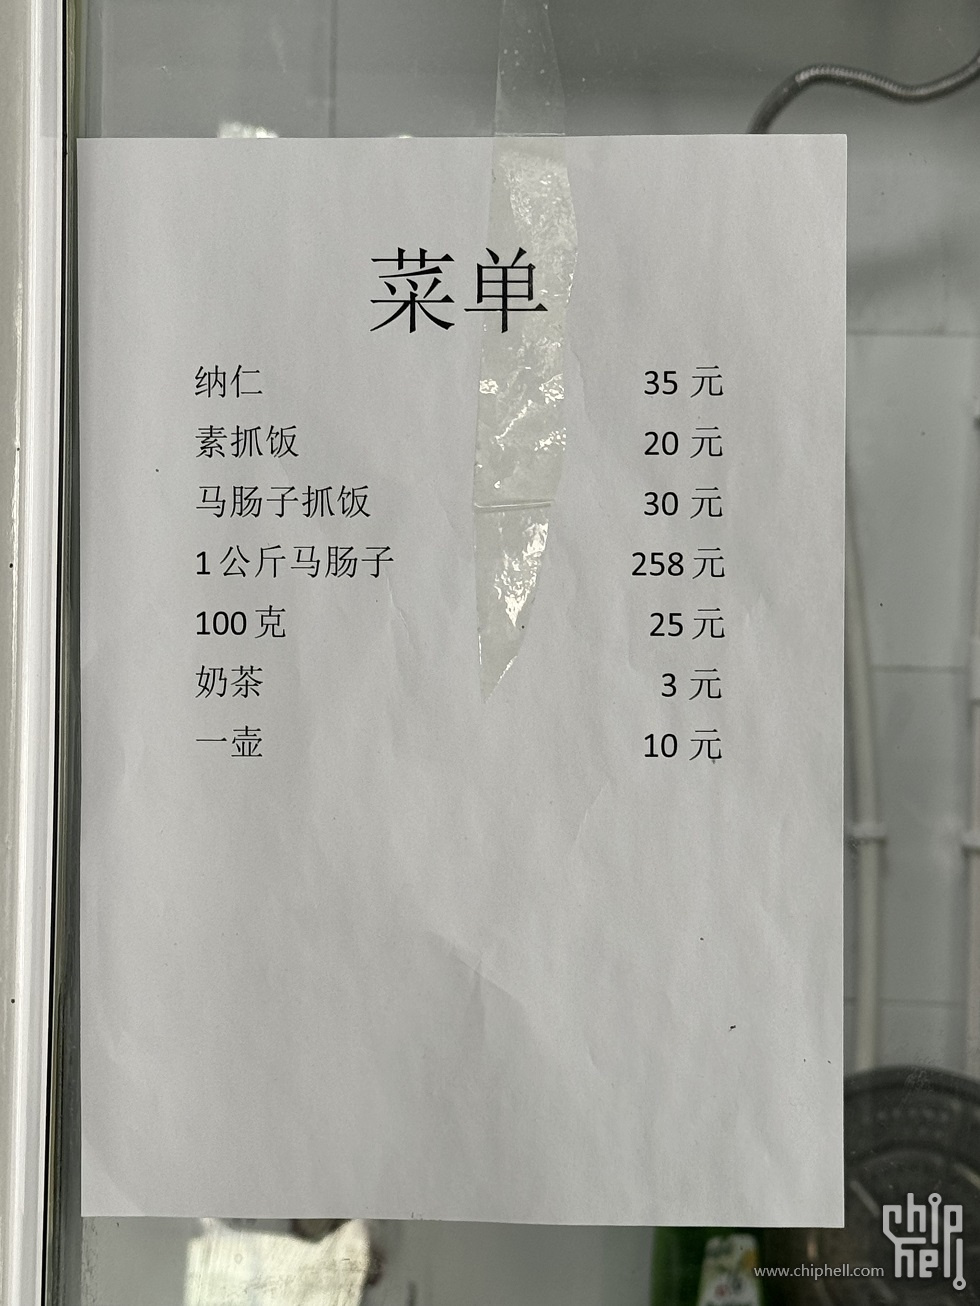 菜单
纳仁 35 元
素抓饭 20 元
马肠子抓饭 30 元
1 公斤马肠子 258 元
100 克 25 元
奶茶 3 元
一壶 10 元
chip
hell
www.chiphell.com